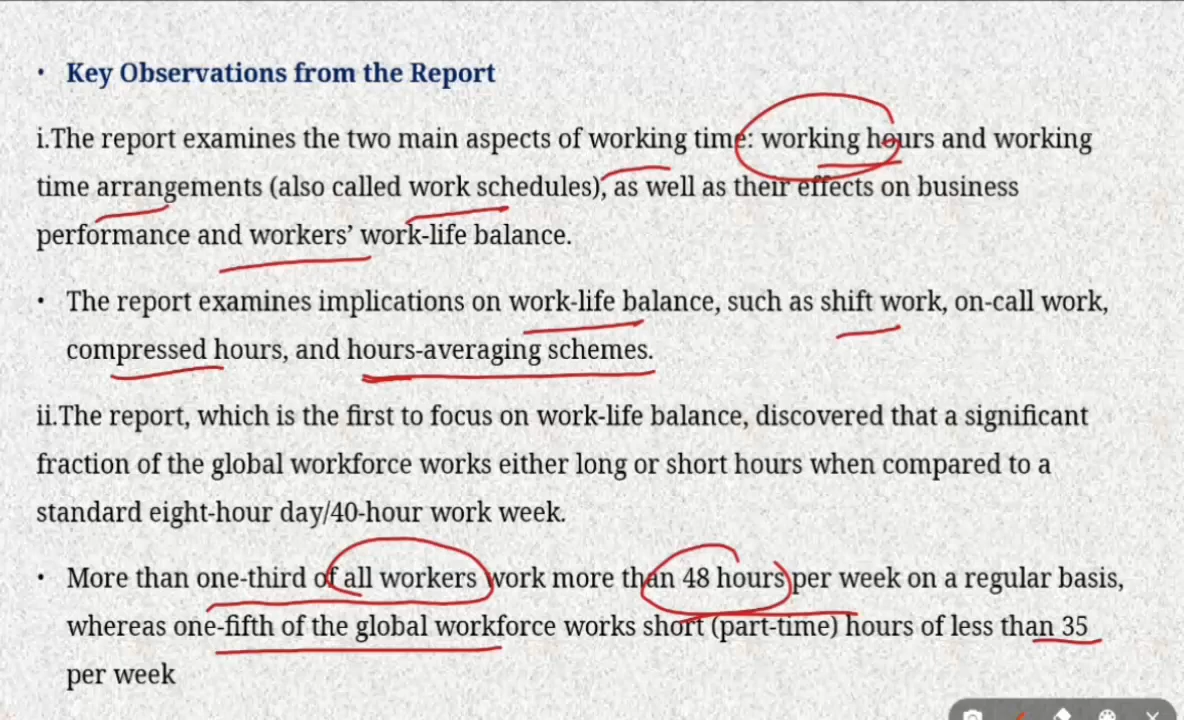 • Key Observations from the Report
i.The report examines the two main aspects of working time: working hours and working
time arrangements (also called work schedules), as well as their effects on business
performance and workers’ work-life balance.
• The report examines implications on work-life balance, such as shift work, on-call work,
compressed hours, and hours-averaging schemes.
ii.The report, which is the first to focus on work-life balance, discovered that a significant
fraction of the global workforce works either long or short hours when compared to a
standard eight-hour day/40-hour work week.
• More than one-third of all workers work more than 48 hours per week on a regular basis,
whereas one-fifth of the global workforce works short (part-time) hours of less than 35
per week